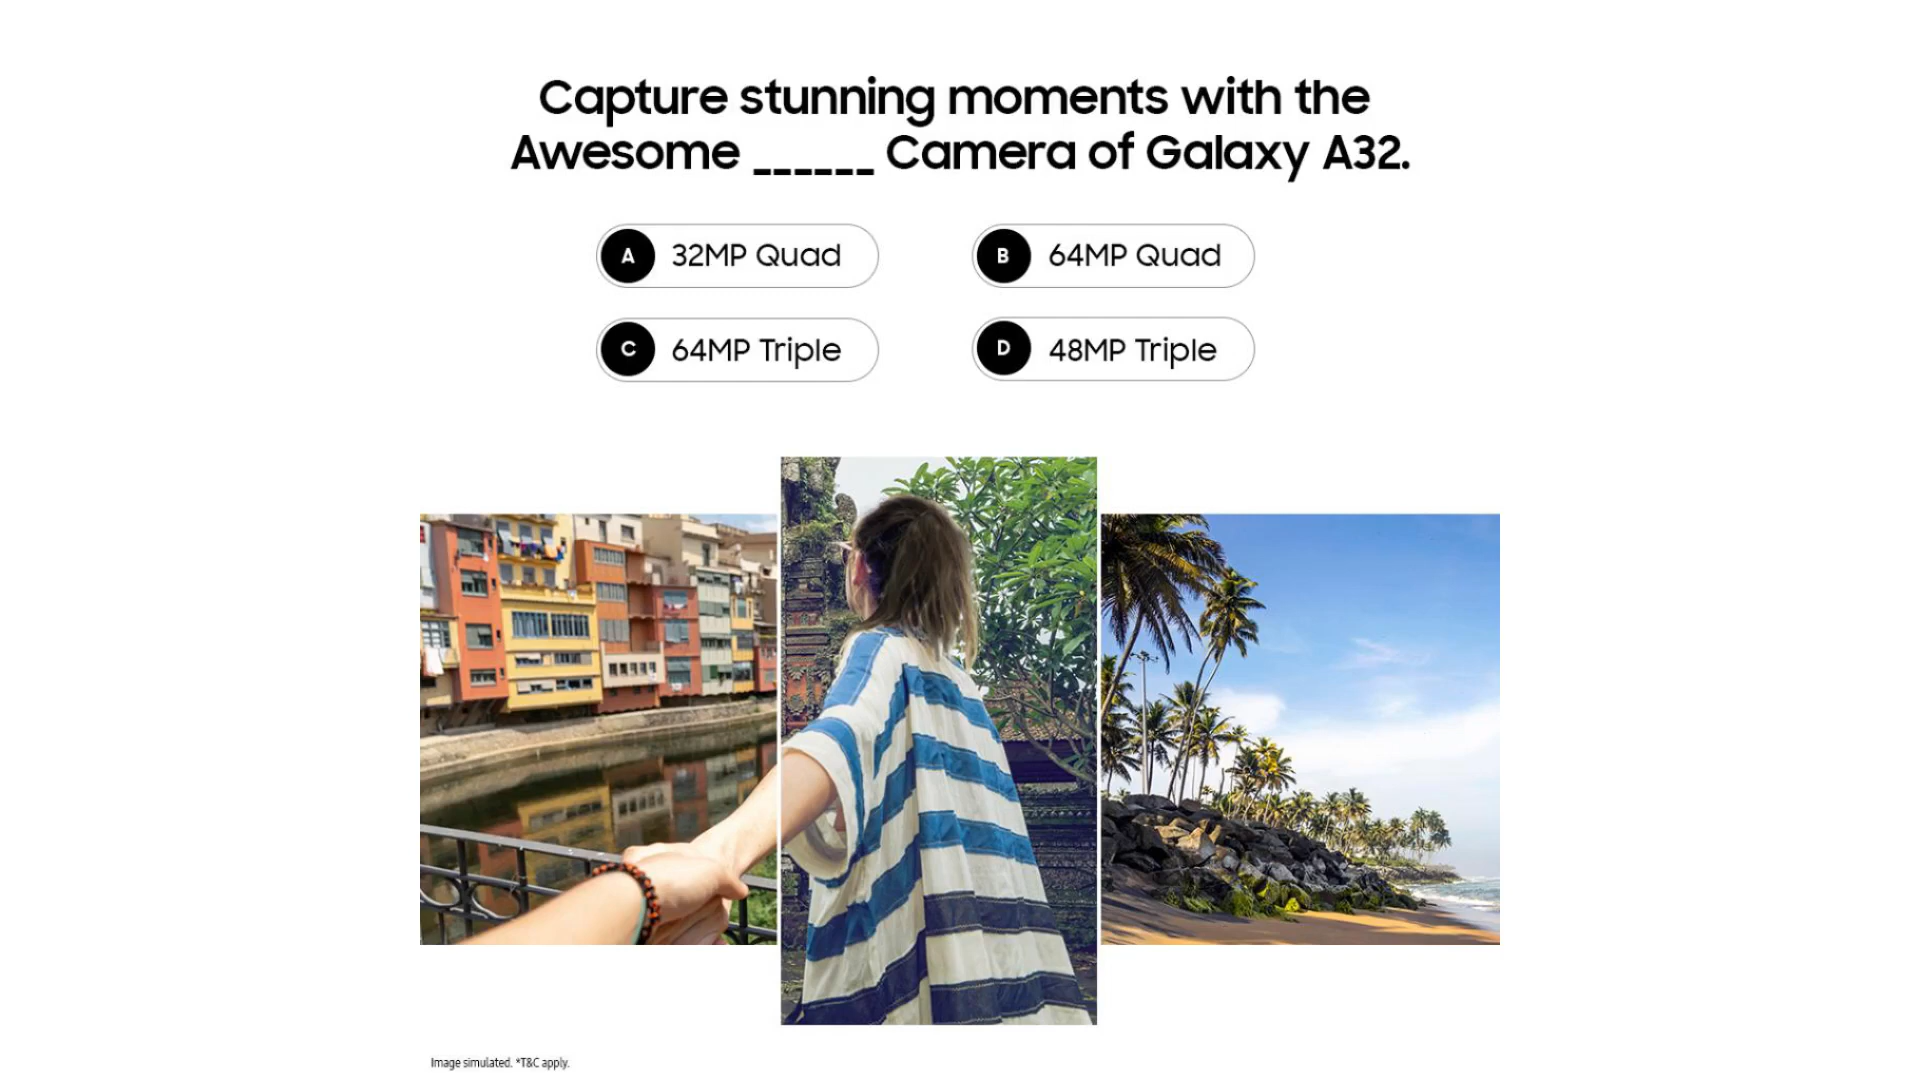 Capture stunning moments with the
Awesome ______ Camera of Galaxy A32.
A 32MP Quad
B 64MP Quad
C 64MP Triple
D 48MP Triple
Image simulated. *T&C apply.